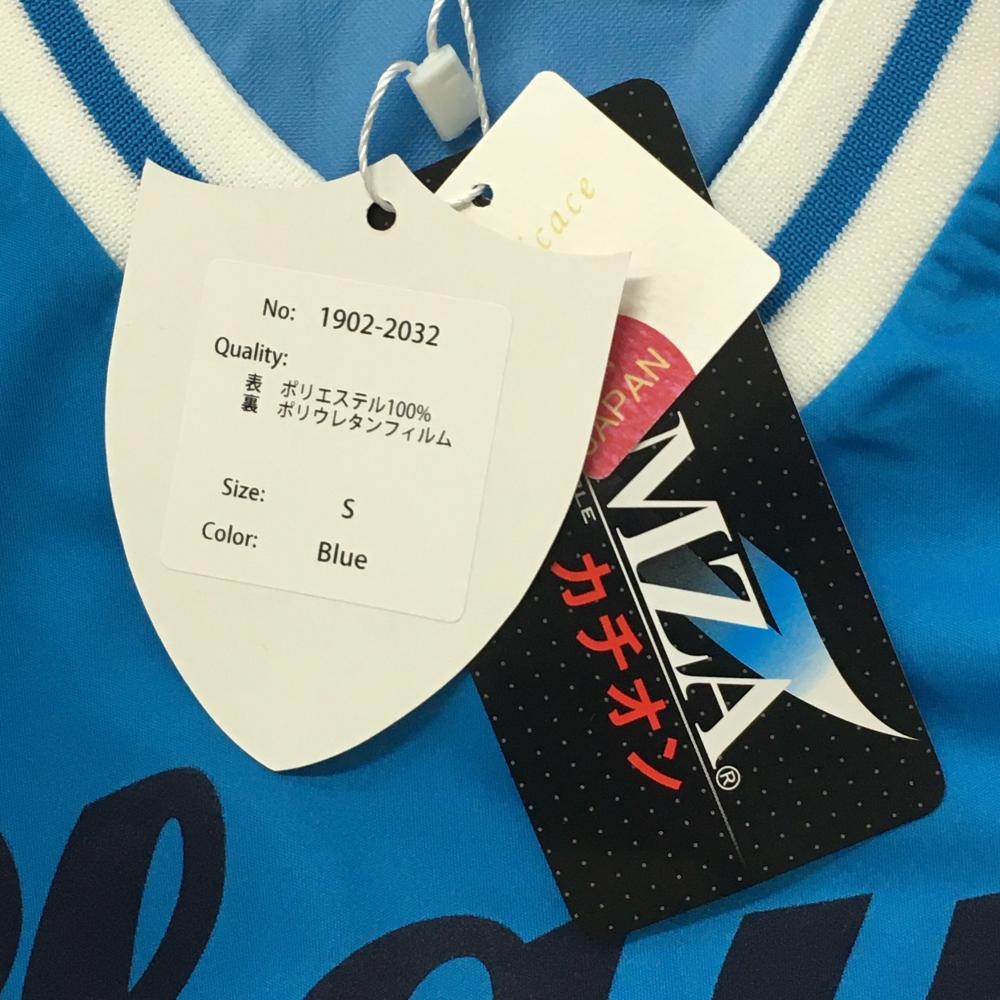 No: 1902-2032
Quality:
表 ポリエステル100%
裏 ポリウレタンフィルム
Size: S
Color: Blue
JAPAN
カチオン
®